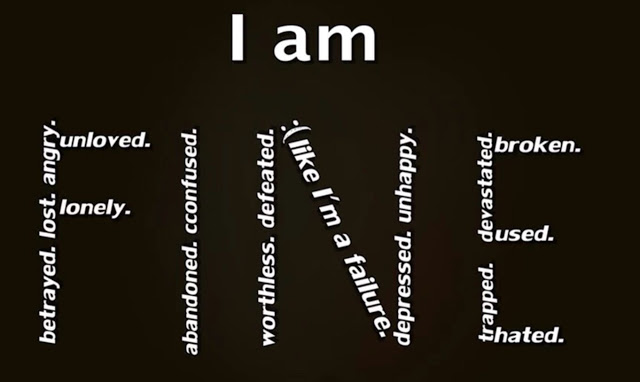 I am
betrayed. lost. angry.
unloved.
lonely.
abandoned. cconfused.
worthless. defeated.
:( like I'm a failure.
depressed. unhappy.
trapped. devastated.
broken.
used.
hated.